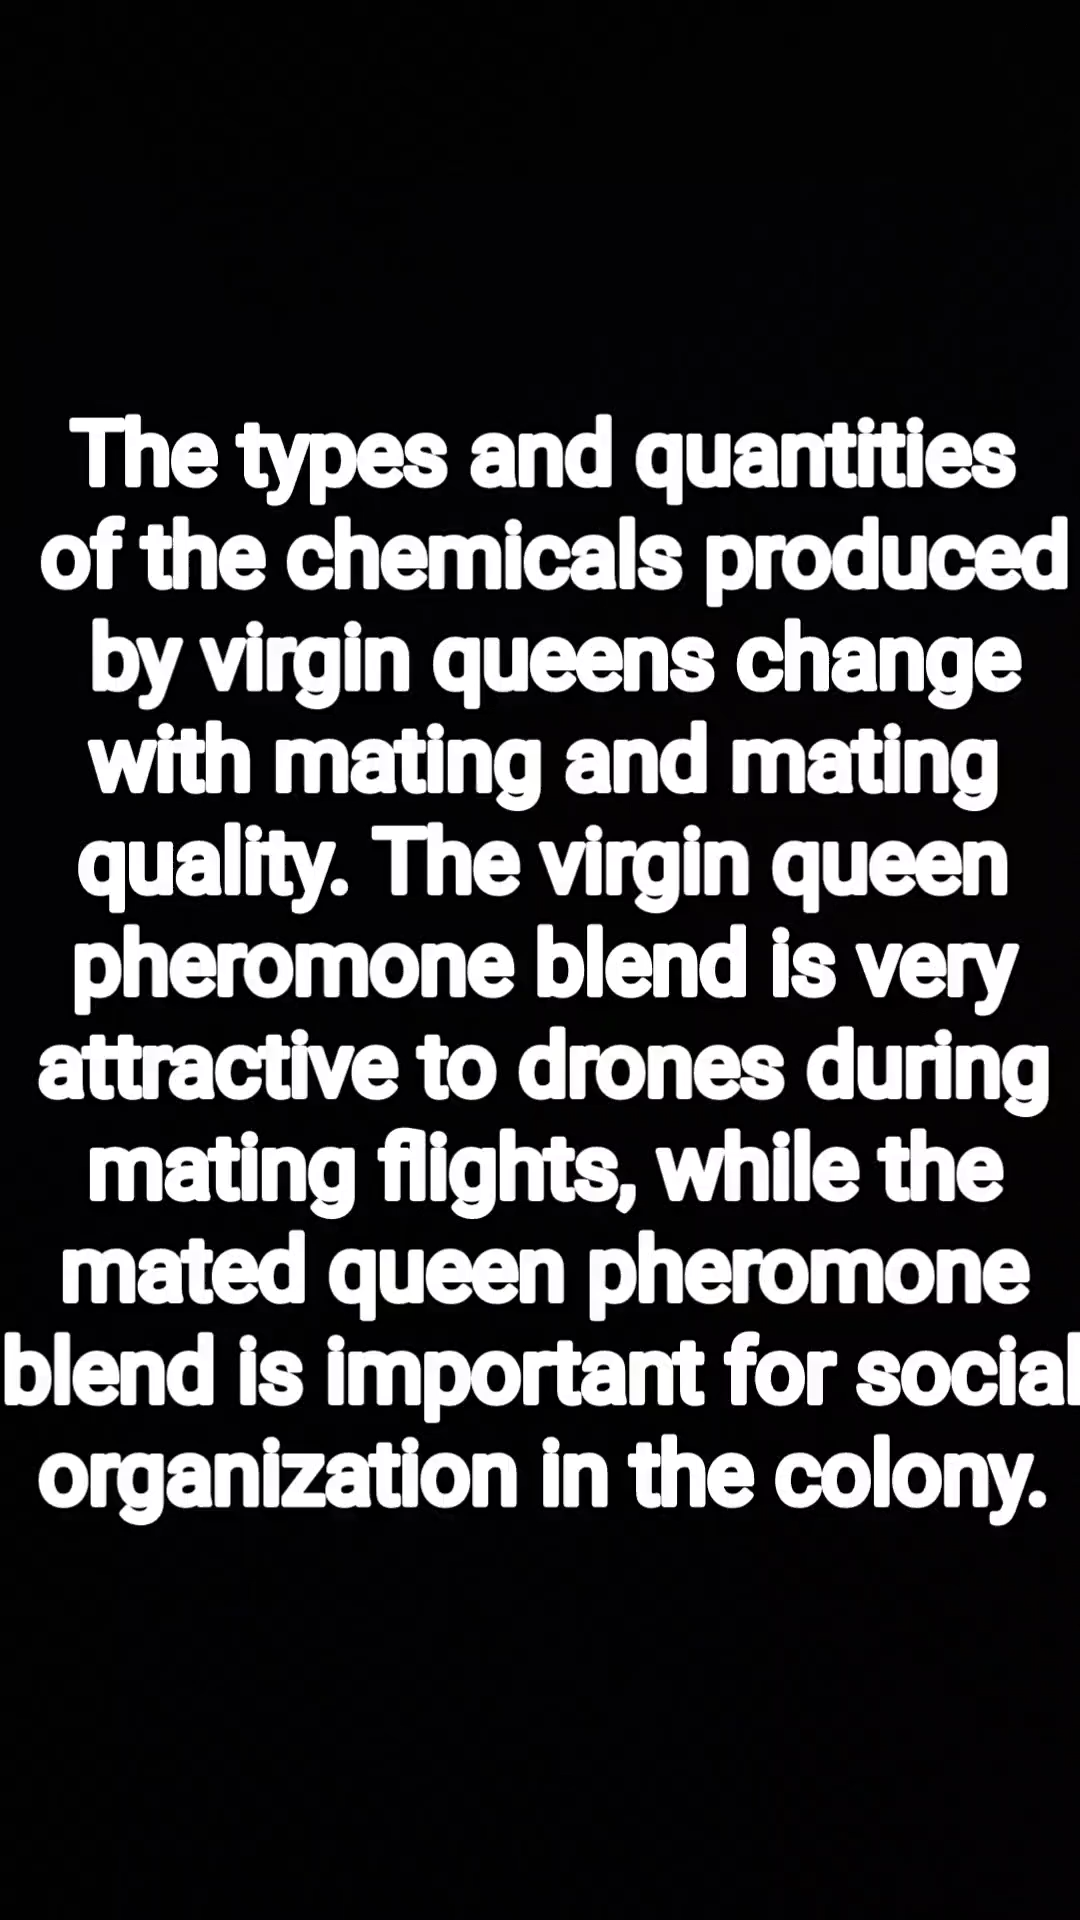 The types and quantities
of the chemicals produced
by virgin queens change
with mating and mating
quality. The virgin queen
pheromone blend is very
attractive to drones during
mating flights, while the
mated queen pheromone
blend is important for social
organization in the colony.